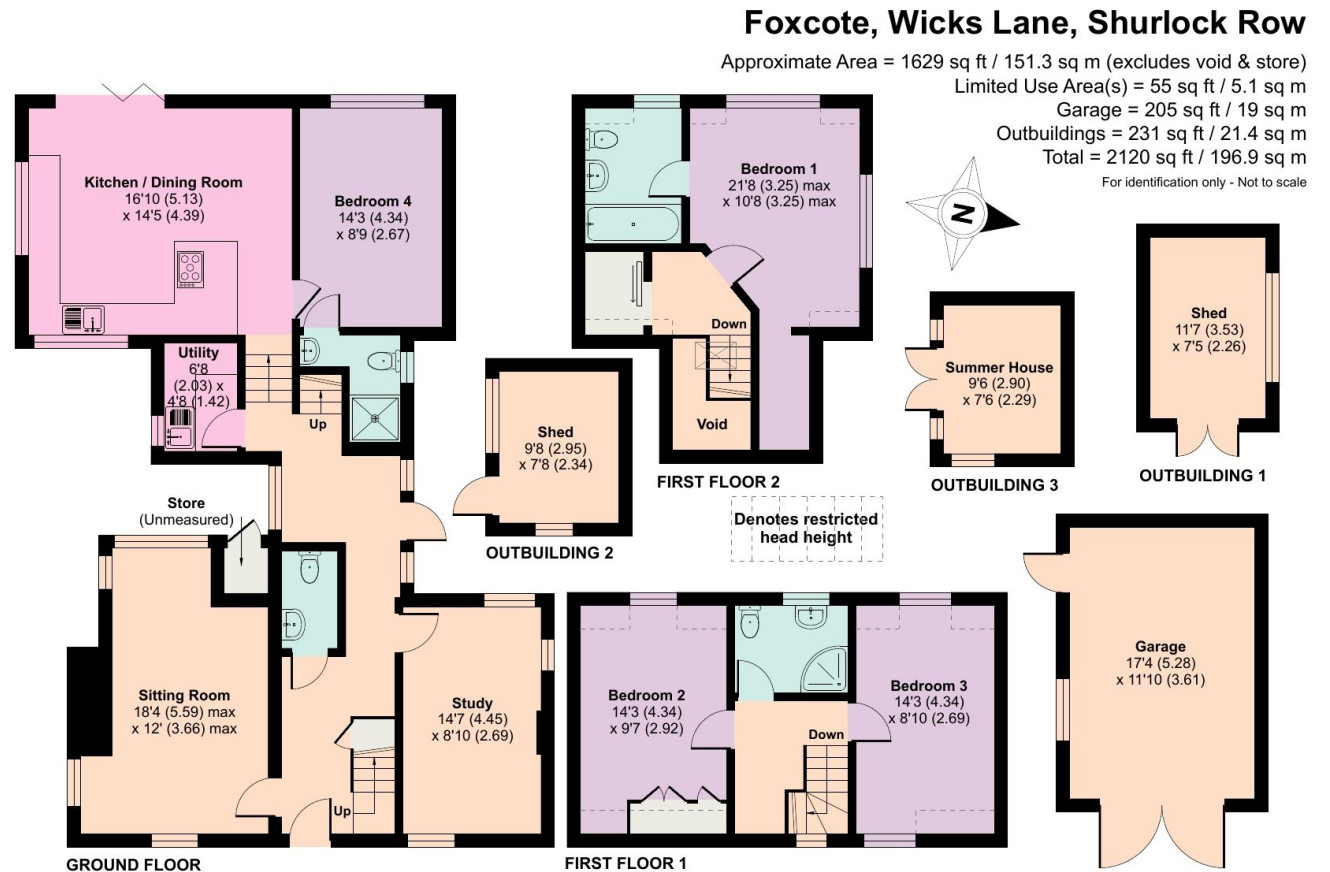 Foxcote, Wicks Lane, Shurlock Row
Approximate Area = 1629 sq ft / 151.3 sq m (excludes void & store)
Limited Use Area(s) = 55 sq ft / 5.1 sq m
Garage = 205 sq ft / 19 sq m
Outbuildings = 231 sq ft / 21.4 sq m
Total = 2120 sq ft / 196.9 sq m
For identification only - Not to scale
N
Kitchen / Dining Room
16'10 (5.13)
x 14'5 (4.39)
Bedroom 4
14'3 (4.34)
x 8'9 (2.67)
Utility
6'8
(2.03) x
4'8 (1.42)
Up
Store
(Unmeasured)
Sitting Room
18'4 (5.59) max
x 12' (3.66) max
Study
14'7 (4.45)
x 8'10 (2.69)
Up
GROUND FLOOR
Bedroom 1
21'8 (3.25) max
x 10'8 (3.25) max
Down
Void
FIRST FLOOR 2
Shed
9'8 (2.95)
x 7'8 (2.34)
OUTBUILDING 2
Summer House
9'6 (2.90)
x 7'6 (2.29)
OUTBUILDING 3
Shed
11'7 (3.53)
x 7'5 (2.26)
OUTBUILDING 1
Denotes restricted
head height
Bedroom 2
14'3 (4.34)
x 9'7 (2.92)
Bedroom 3
14'3 (4.34)
x 8'10 (2.69)
Down
FIRST FLOOR 1
Garage
17'4 (5.28)
x 11'10 (3.61)